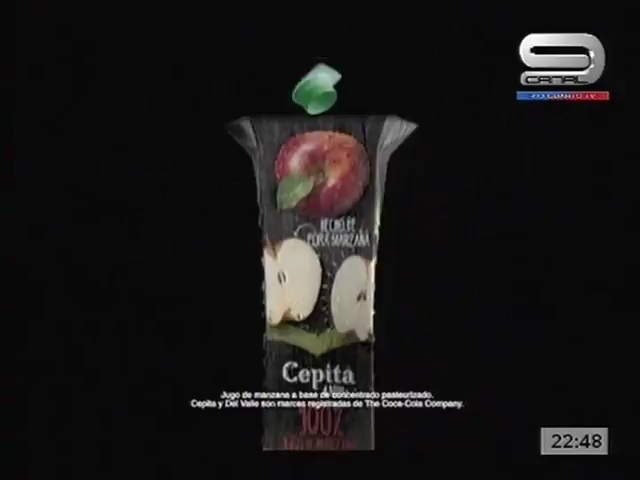 CANAL
HECHO DE
PURA MANZANA
Cepita
Jugo de manzana a base de concentrado pasteurizado.
Cepita y Del Valle son marcas registradas de The Coca-Cola Company.
100%
22:48